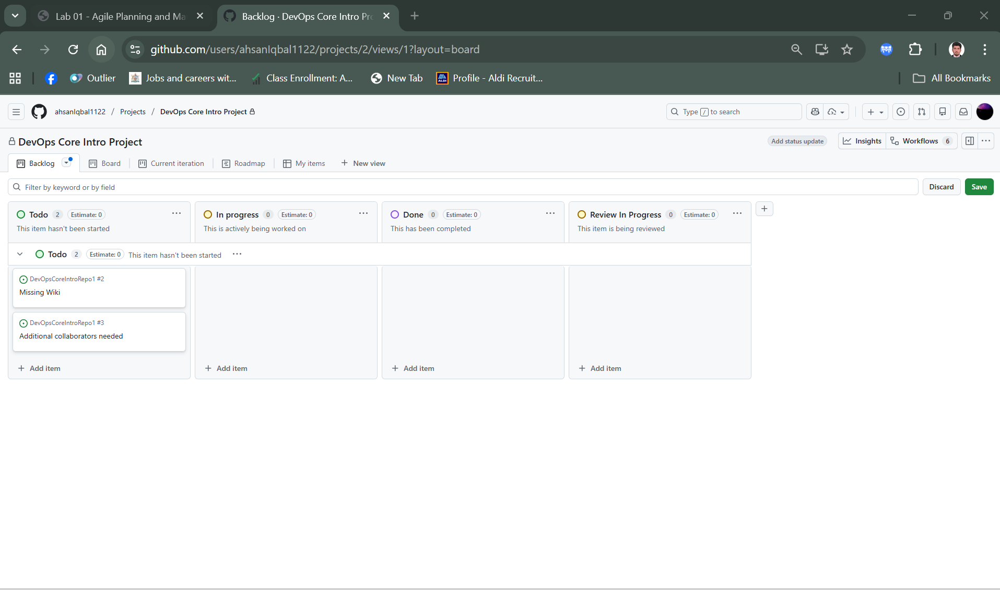 Lab 01 - Agile Planning and Ma
Backlog · DevOps Core Intro Pr
github.com/users/ahsanIqbal1122/projects/2/views/1?layout=board
Outlier
Jobs and careers wit...
Class Enrollment: A...
New Tab
ALDI
Profile - Aldi Recruit...
All Bookmarks
ahsanIqbal1122 / Projects / DevOps Core Intro Project
Type / to search
DevOps Core Intro Project
Add status update
Insights
Workflows 6
Backlog
Board
Current iteration
Roadmap
My items
New view
Filter by keyword or by field
Discard
Save
Todo 2 Estimate: 0
This item hasn't been started
In progress 0 Estimate: 0
This is actively being worked on
Done 0 Estimate: 0
This has been completed
Review In Progress 0 Estimate: 0
This item is being reviewed
Todo 2 Estimate: 0 This item hasn't been started
DevOpsCoreIntroRepo1 #2
Missing Wiki
DevOpsCoreIntroRepo1 #3
Additional collaborators needed
Add item
Add item
Add item
Add item